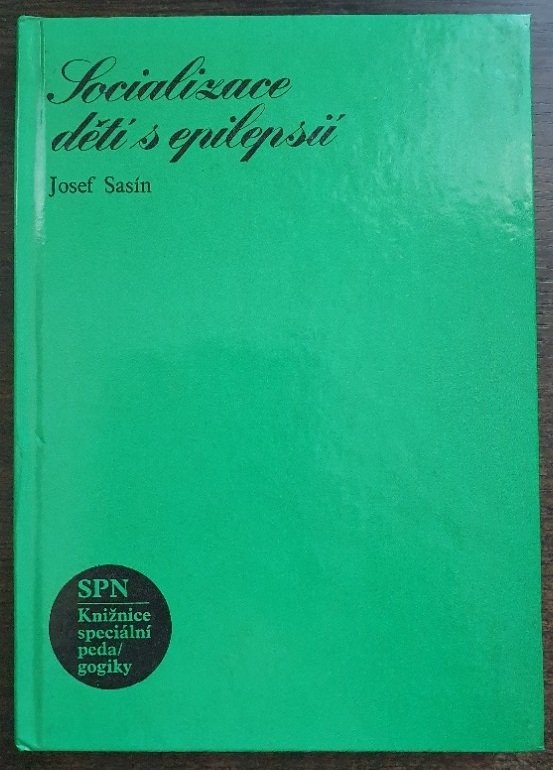 Socializace
dětí s epilepsií
Josef Sasín
SPN
Knižnice
speciální
peda/
gogiky